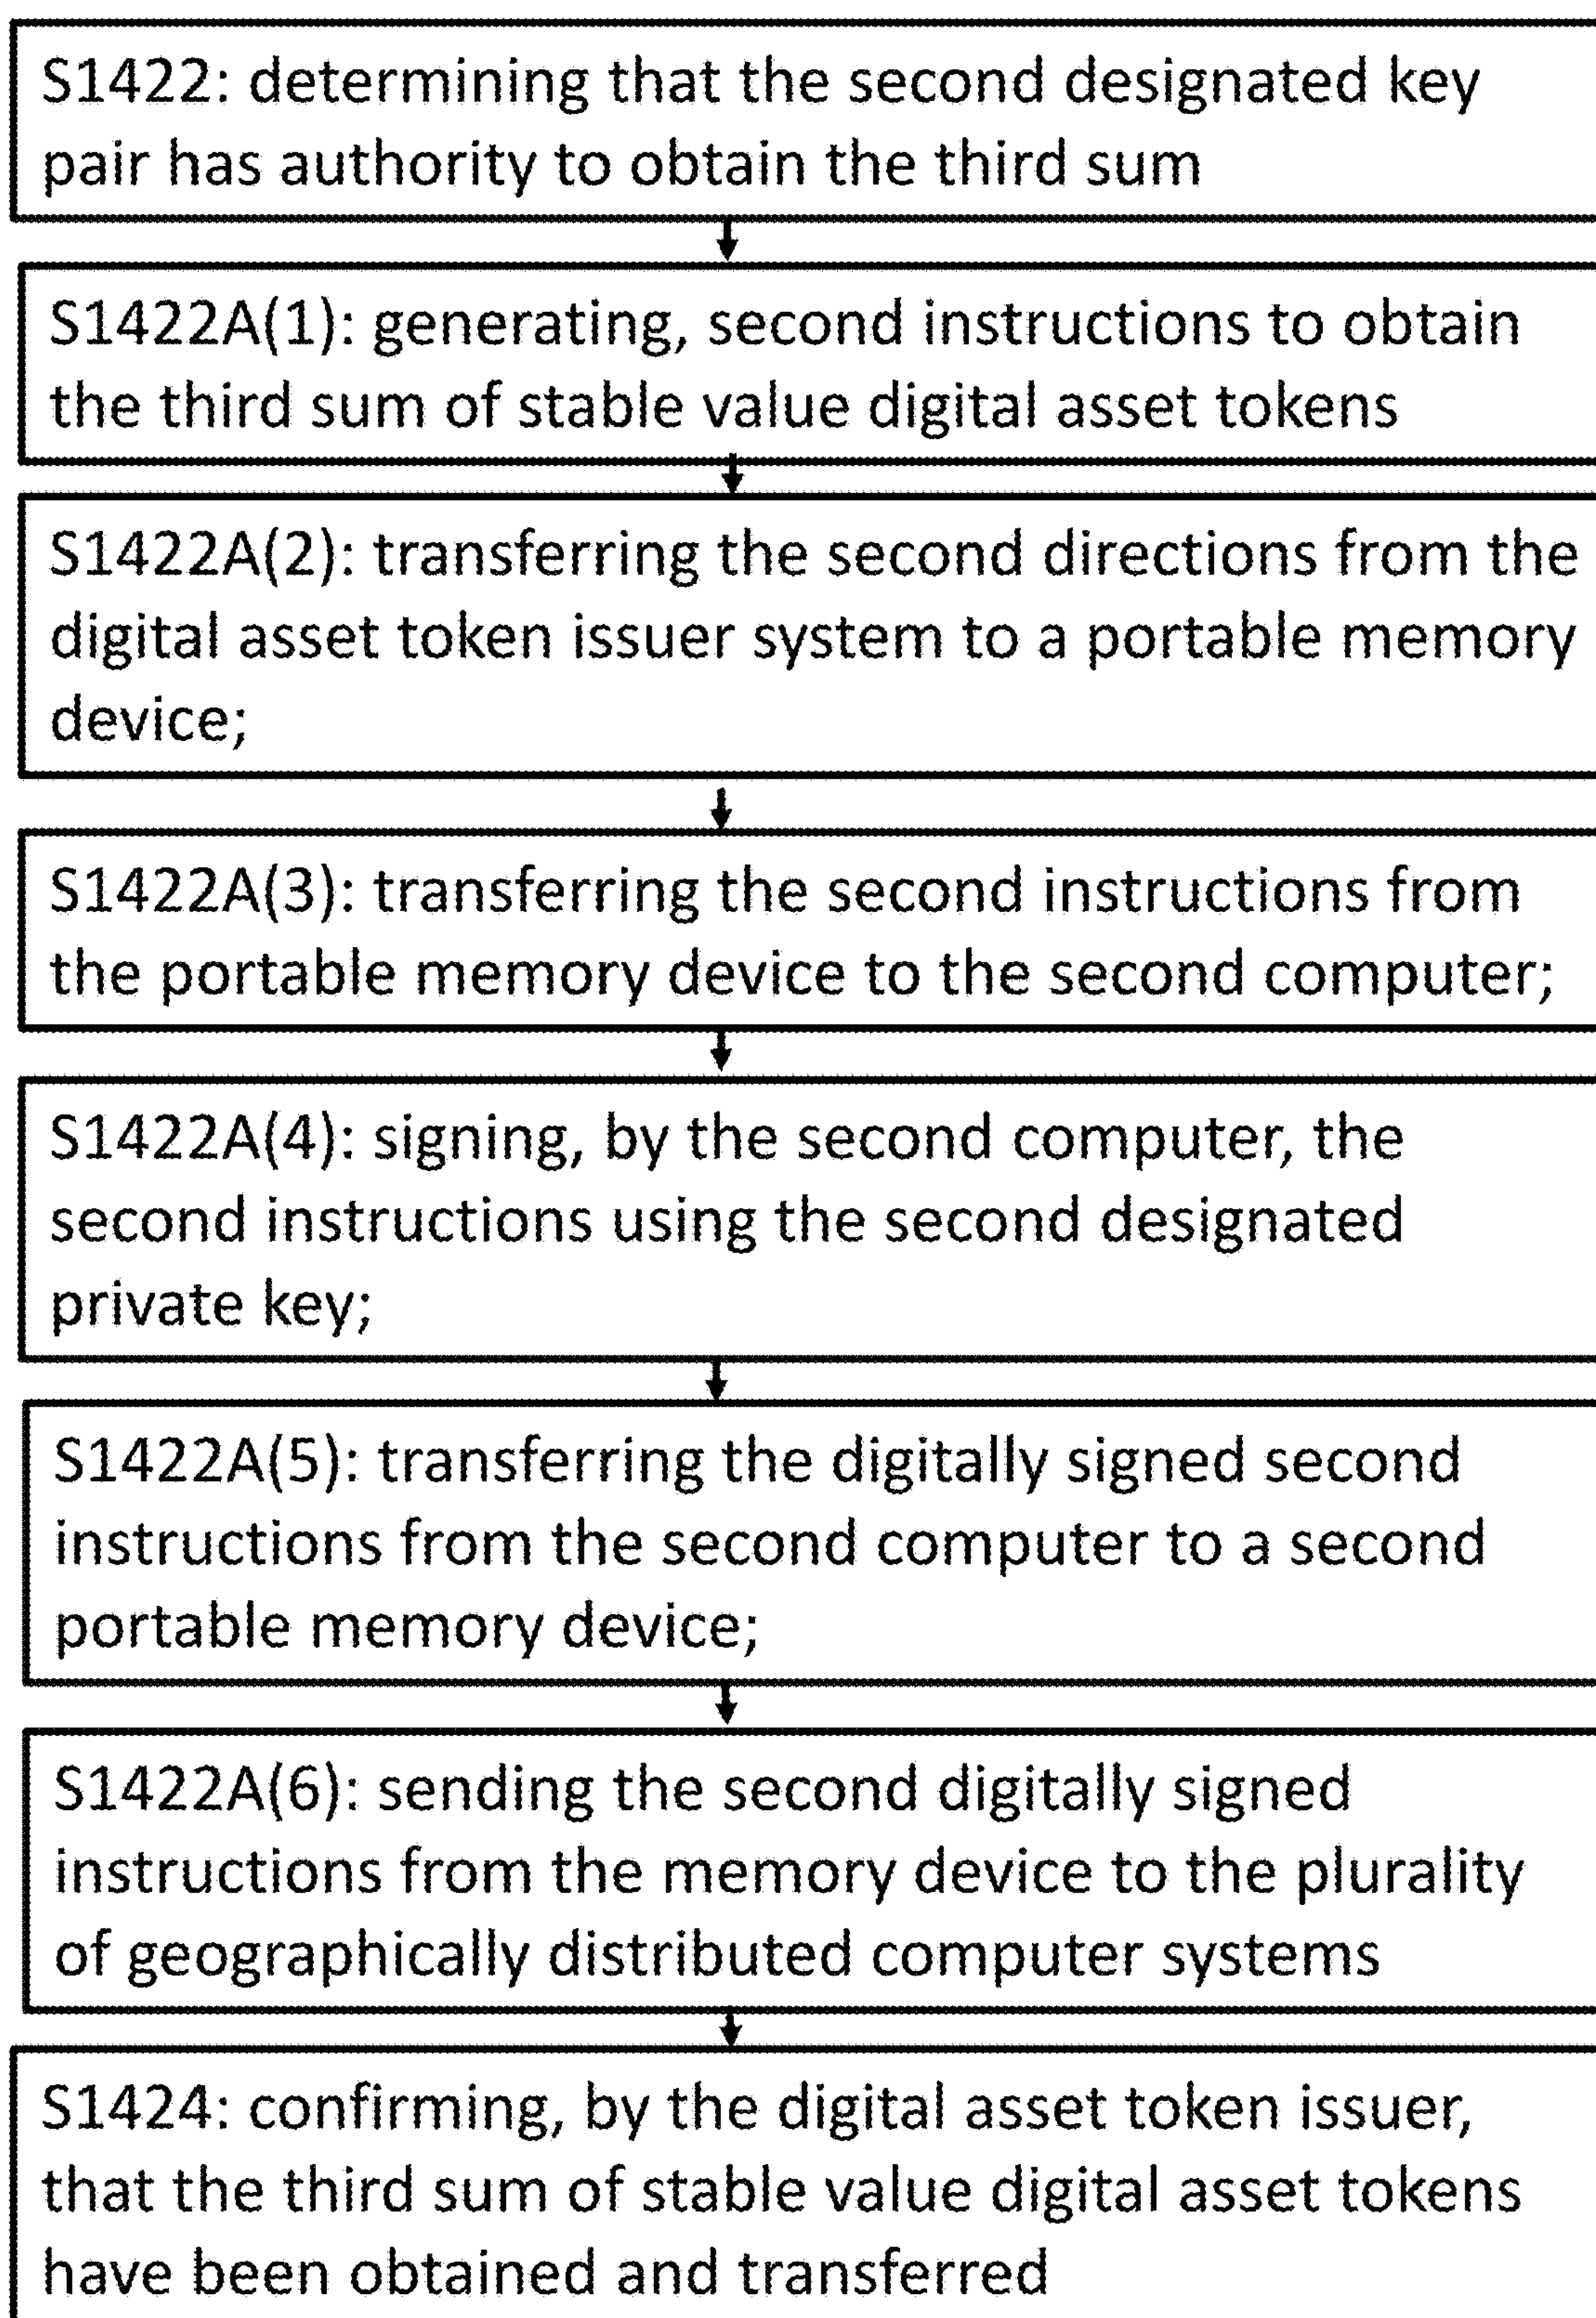 S1422: determining that the second designated key
pair has authority to obtain the third sum
S1422A(1): generating, second instructions to obtain
the third sum of stable value digital asset tokens
S1422A(2): transferring the second directions from the
digital asset token issuer system to a portable memory
device;
S1422A(3): transferring the second instructions from
the portable memory device to the second computer;
S1422A(4): signing, by the second computer, the
second instructions using the second designated
private key;
S1422A(5): transferring the digitally signed second
instructions from the second computer to a second
portable memory device;
S1422A(6): sending the second digitally signed
instructions from the memory device to the plurality
of geographically distributed computer systems
S1424: confirming, by the digital asset token issuer,
that the third sum of stable value digital asset tokens
have been obtained and transferred